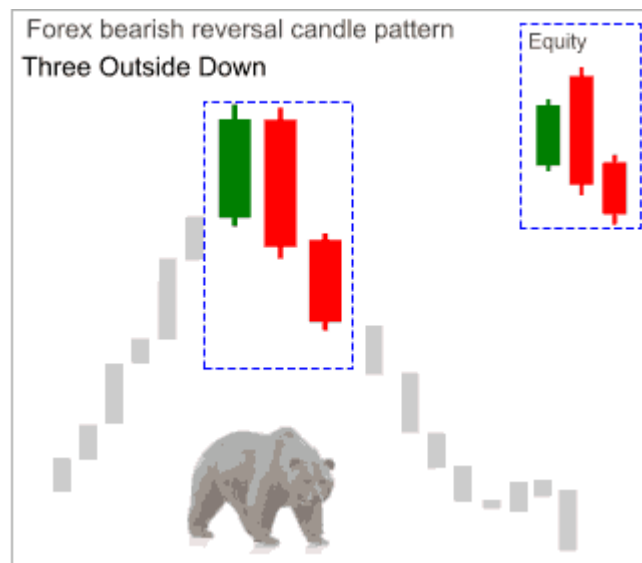 Forex bearish reversal candle pattern
Three Outside Down
Equity